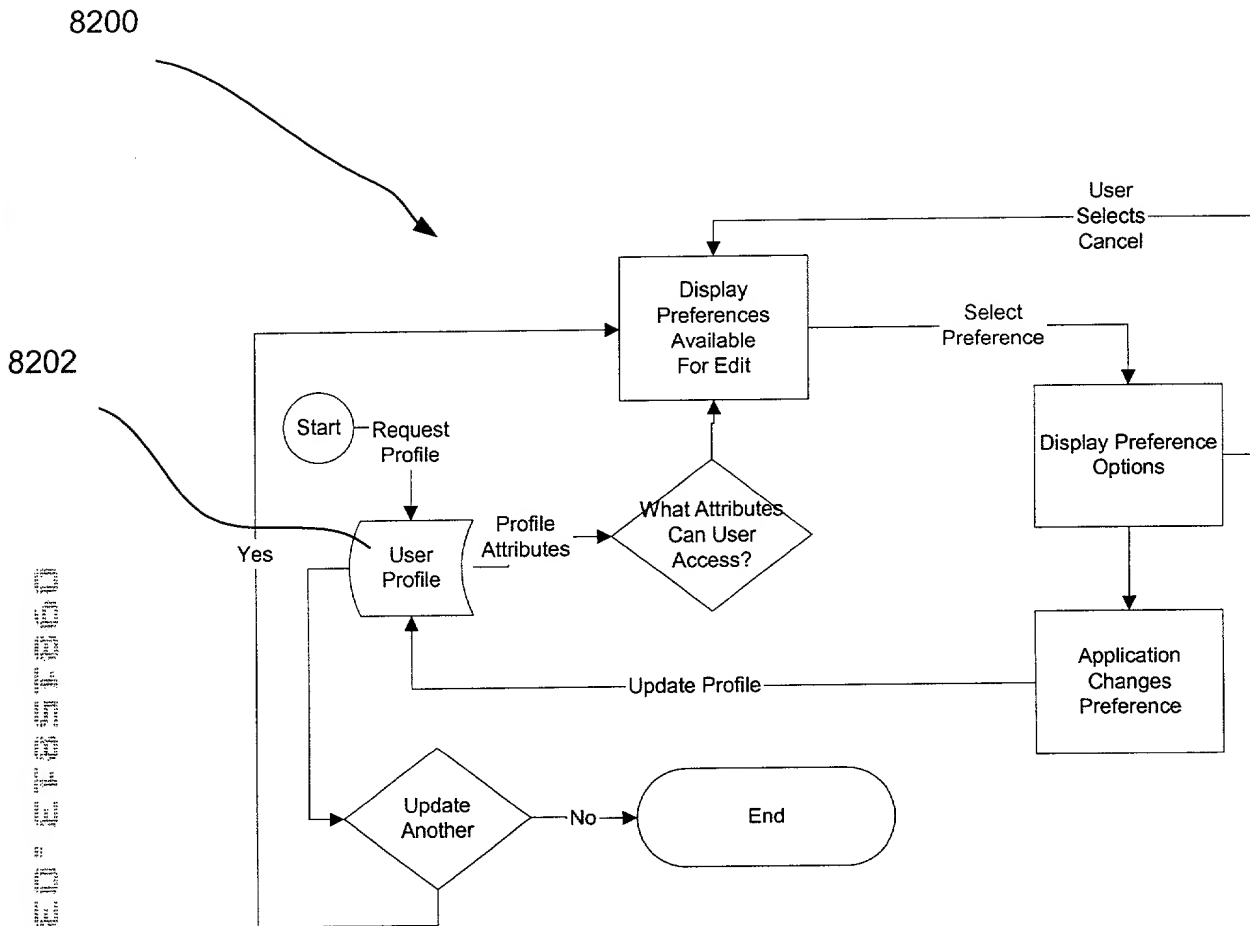 8200
User
Selects
Cancel
Display
Preferences
Available
For Edit
Select
Preference
8202
Start
Request
Profile
Display Preference
Options
What Attributes
Can User
Access?
Profile
Attributes
User
Profile
Yes
Application
Changes
Preference
Update Profile
Update
Another
No
End